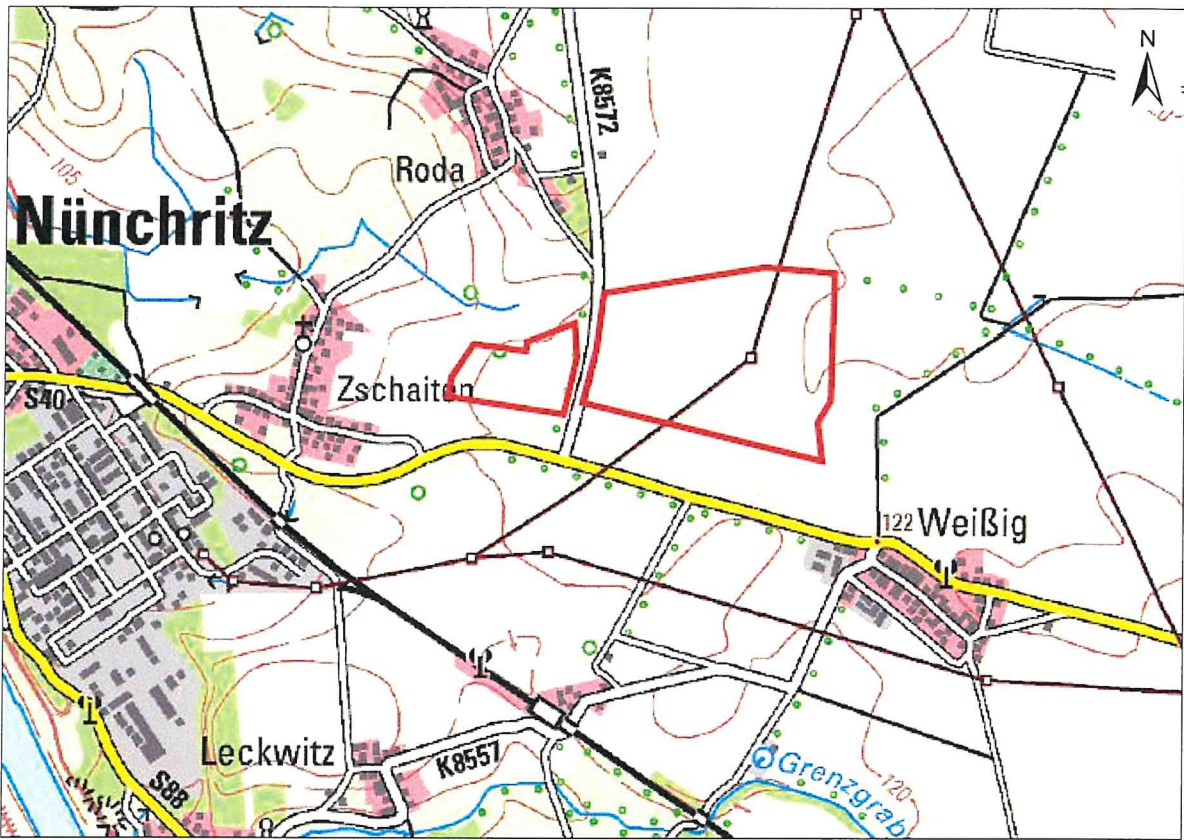 N
K8572
Roda
105
Nünchritz
Zschaiten
S40
122 Weißig
Leckwitz
K8557
Grenzgrab
120
S88